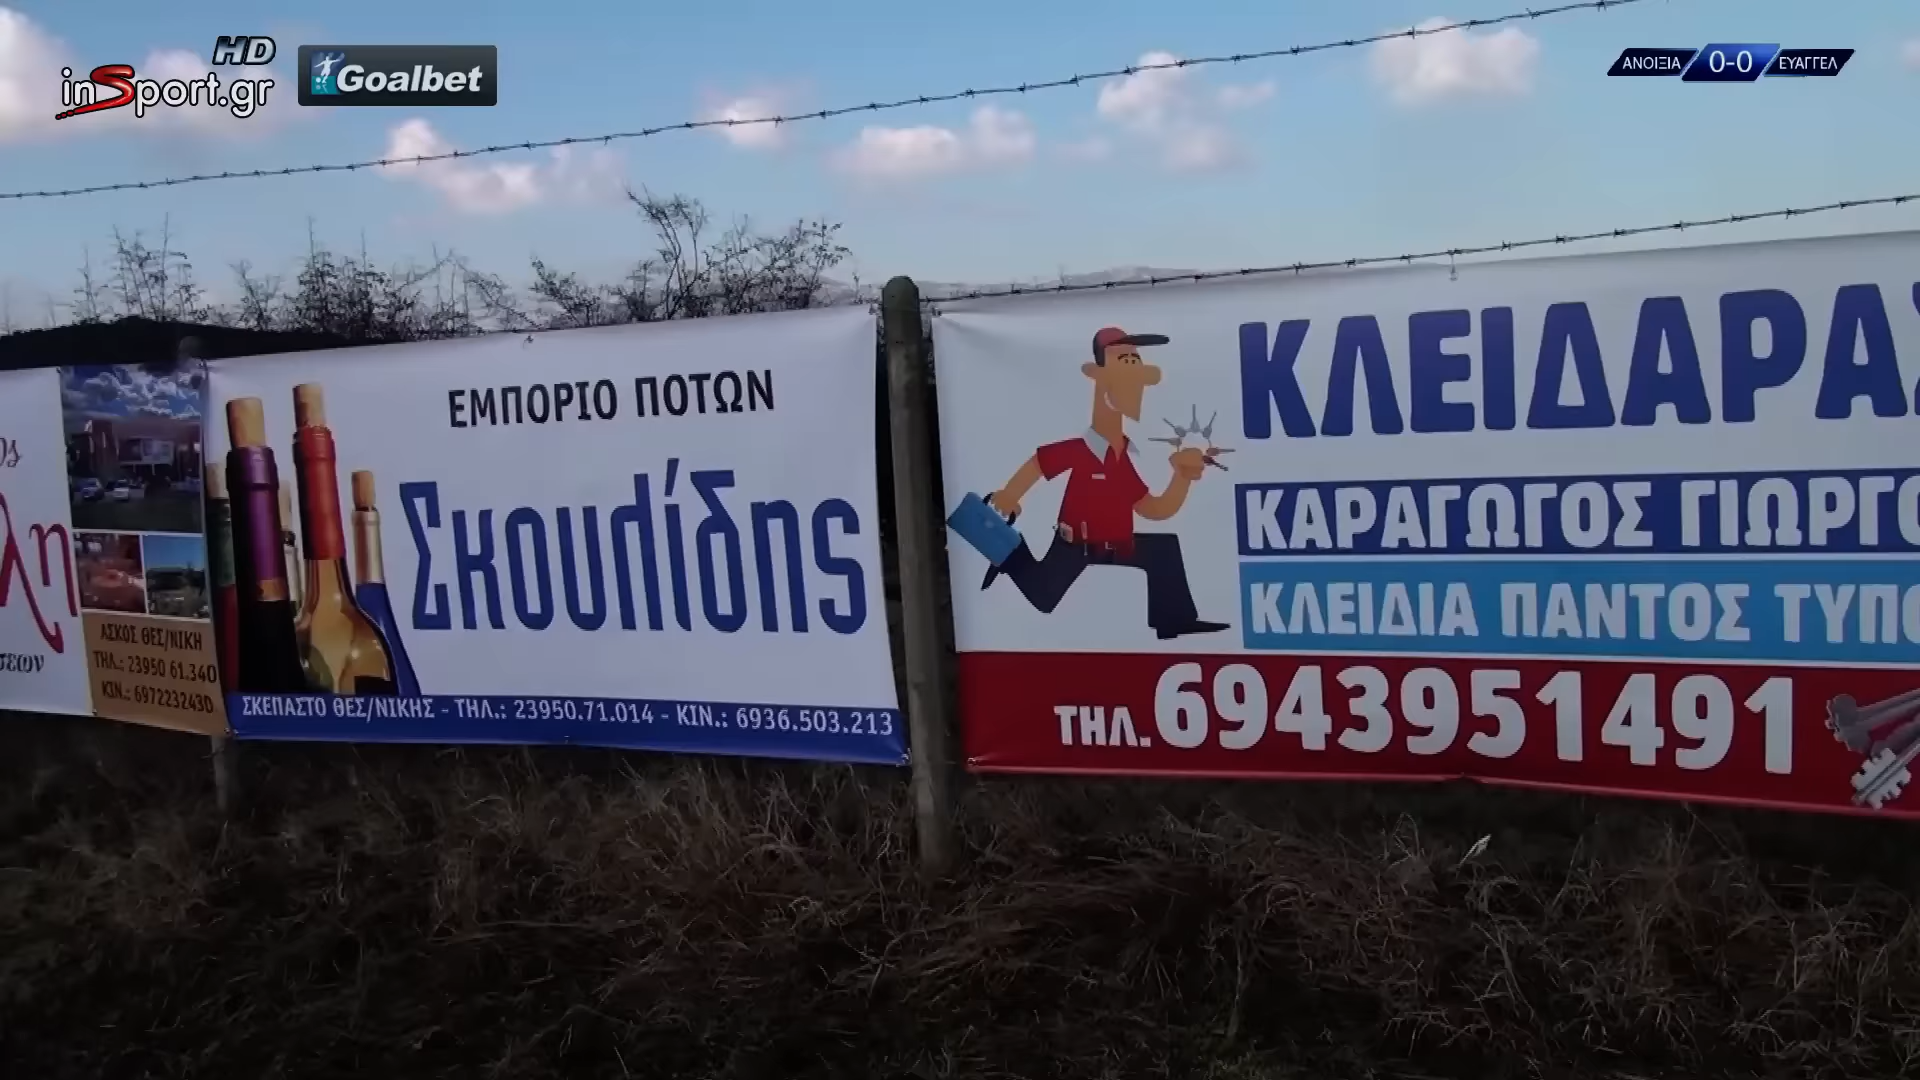 HD
inSport.gr
Goalbet
ΑΝΟΙΞΙΑ 0-0 ΕΥΑΓΓΕΛ
ΑΣΚΟΣ ΘΕΣ/ΝΙΚΗ
ΤΗΛ.: 23950 61.340
ΚΙΝ.: 6972232430
ΕΜΠΟΡΙΟ ΠΟΤΩΝ
Σκουλίδης
ΣΚΕΠΑΣΤΟ ΘΕΣ/ΝΙΚΗΣ - ΤΗΛ.: 23950.71.014 - ΚΙΝ.: 6936.503.213
ΚΛΕΙΔΑΡΑΣ
ΚΑΡΑΓΩΓΟΣ ΓΙΩΡΓΟ
ΚΛΕΙΔΙΑ ΠΑΝΤΟΣ ΤΥΠΟ
ΤΗΛ. 6943951491